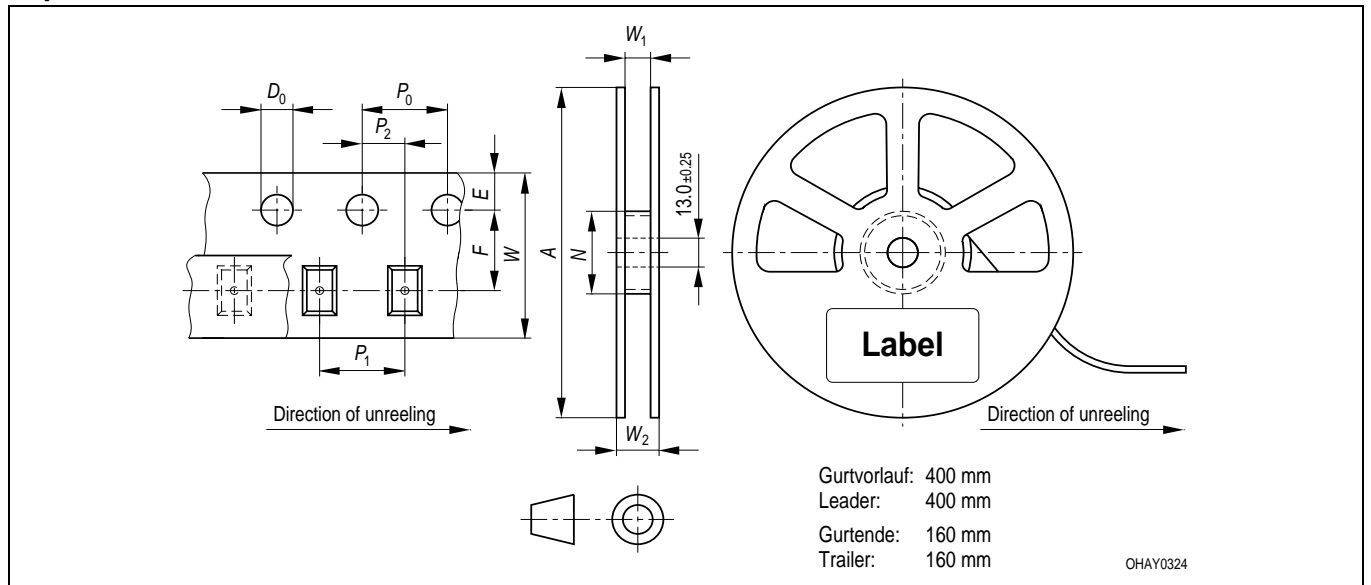 W1
D0
P0
P2
E
F
W
A
N
13.0 ±0.25
P1
Label
Direction of unreeling
Direction of unreeling
W2
Gurtvorlauf: 400 mm
Leader: 400 mm
Gurtende: 160 mm
Trailer: 160 mm
OHAY0324